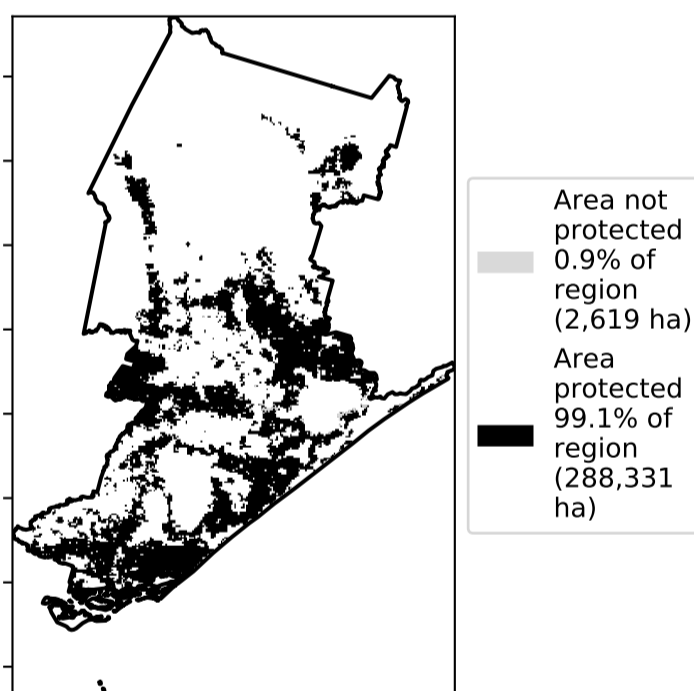 Area not
protected
0.9% of
region
(2,619 ha)
Area
protected
99.1% of
region
(288,331
ha)